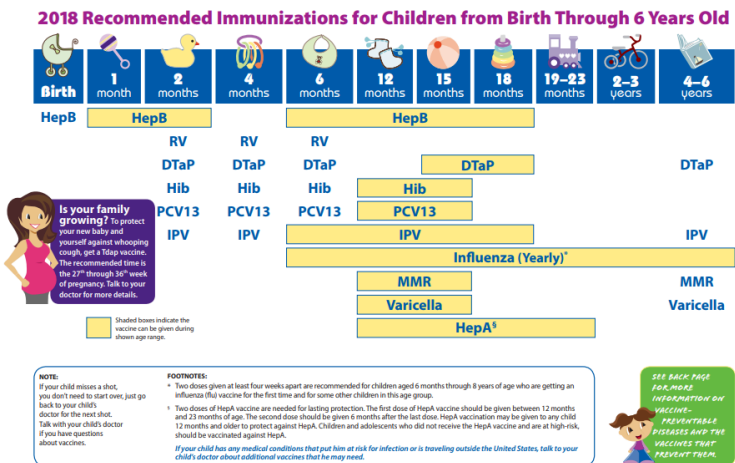 2018 Recommended Immunizations for Children from Birth Through 6 Years Old
Birth
1 month
2 months
4 months
6 months
12 months
15 months
18 months
19–23 months
2–3 years
4–6 years
HepB HepB HepB
RV RV RV
DTaP DTaP DTaP DTaP DTaP
Hib Hib Hib Hib
PCV13 PCV13 PCV13 PCV13
IPV IPV IPV IPV
Influenza (Yearly)*
MMR MMR
Varicella Varicella
HepA§
Is your family
growing? To protect
your new baby and
yourself against whooping
cough, get a Tdap vaccine.
The recommended time is
the 27th through 36th week
of pregnancy. Talk to your
doctor for more details.
Shaded boxes indicate the
vaccine can be given during
shown age range.
NOTE:
If your child misses a shot,
you don't need to start over, just go
back to your child's
doctor for the next shot.
Talk with your child's doctor
if you have questions
about vaccines.
FOOTNOTES:
* Two doses given at least four weeks apart are recommended for children aged 6 months through 8 years of age who are getting an
influenza (flu) vaccine for the first time and for some other children in this age group.
§ Two doses of HepA vaccine are needed for lasting protection. The first dose of HepA vaccine should be given between 12 months
and 23 months of age. The second dose should be given 6 months after the last dose. HepA vaccination may be given to any child
12 months and older to protect against HepA. Children and adolescents who did not receive the HepA vaccine and are at high-risk,
should be vaccinated against HepA.
If your child has any medical conditions that put him at risk for infection or is traveling outside the United States, talk to your
child's doctor about additional vaccines that he may need.
SEE BACK PAGE
FOR MORE
INFORMATION ON
VACCINE-
PREVENTABLE
DISEASES AND THE
VACCINES THAT
PREVENT THEM.